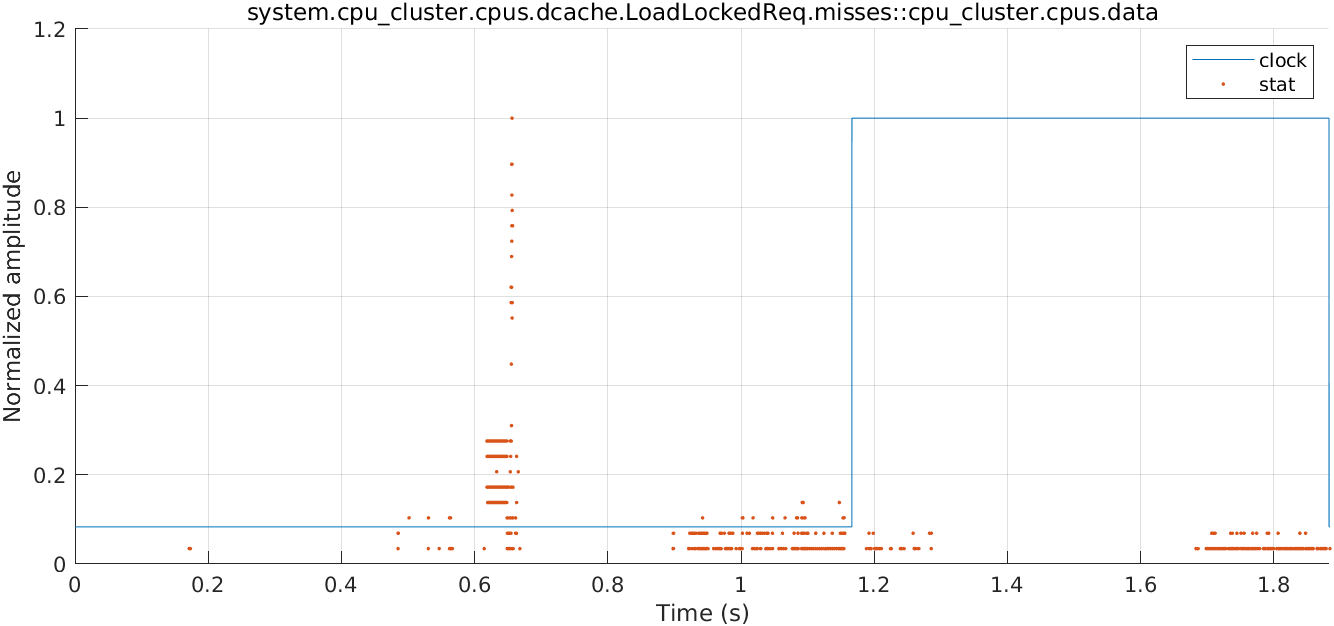 system.cpu_cluster.cpus.dcache.LoadLockedReq.misses::cpu_cluster.cpus.data
1.2
1
0.8
0.6
0.4
0.2
0
Normalized amplitude
clock
stat
0 0.2 0.4 0.6 0.8 1 1.2 1.4 1.6 1.8
Time (s)